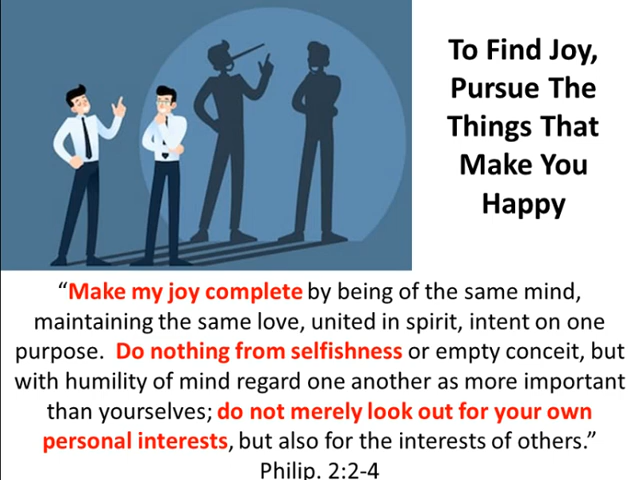 To Find Joy,
Pursue The
Things That
Make You
Happy
“Make my joy complete by being of the same mind,
maintaining the same love, united in spirit, intent on one
purpose.  Do nothing from selfishness or empty conceit, but
with humility of mind regard one another as more important
than yourselves; do not merely look out for your own
personal interests, but also for the interests of others.”
Philip. 2:2-4